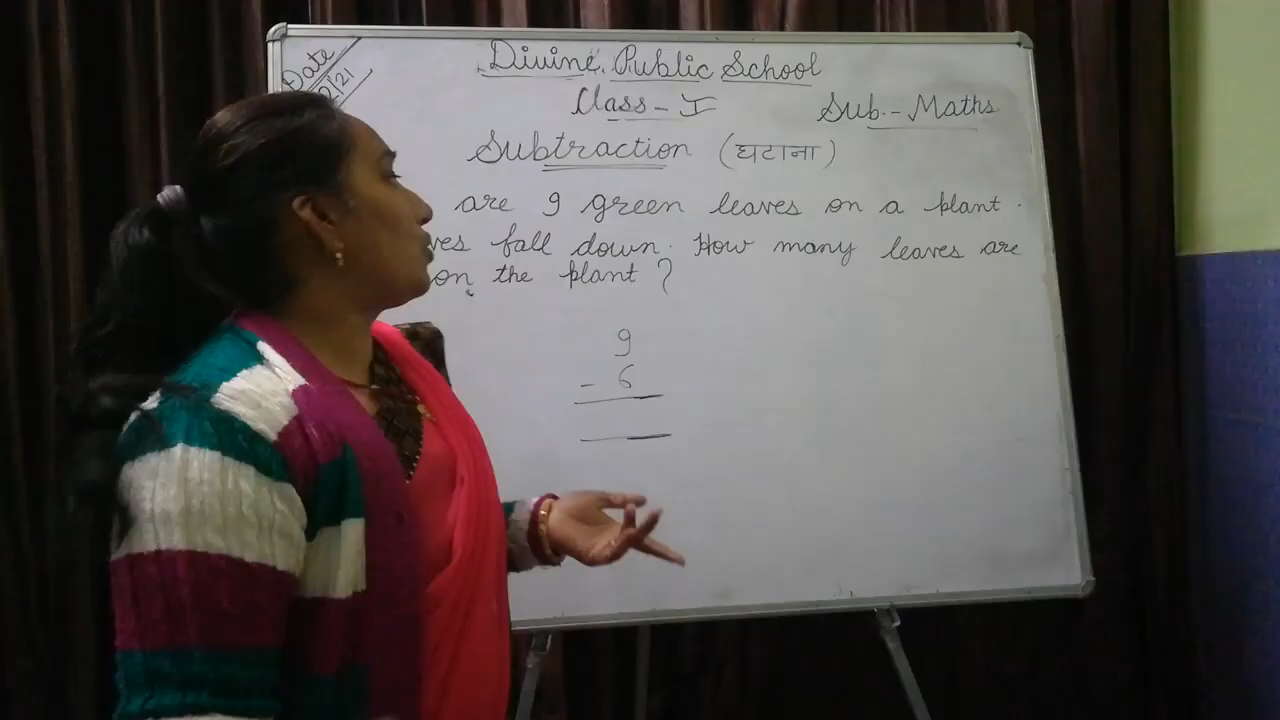 Date
2/21
Divine Public School
Class - I
Sub. - Maths
Subtraction (घटाना)
are 9 green leaves on a plant.
ves fall down. How many leaves are
on the plant?
9
- 6